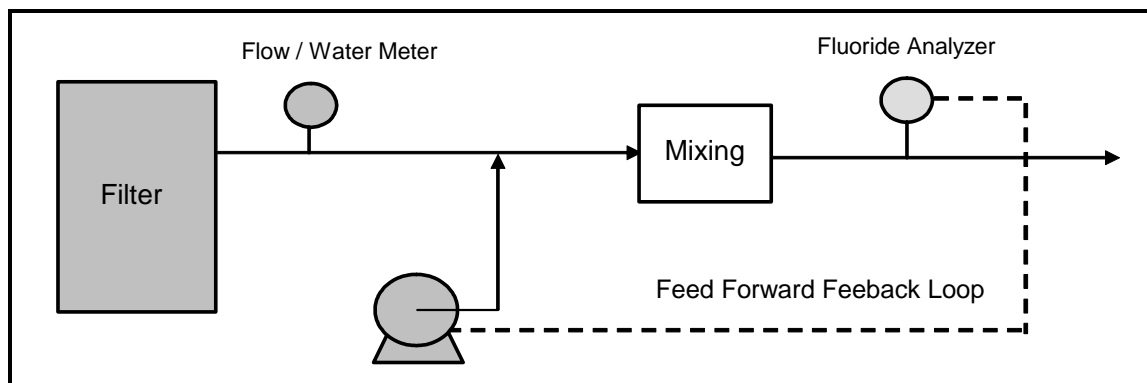 Flow / Water Meter
Fluoride Analyzer
Filter
Mixing
Feed Forward Feeback Loop